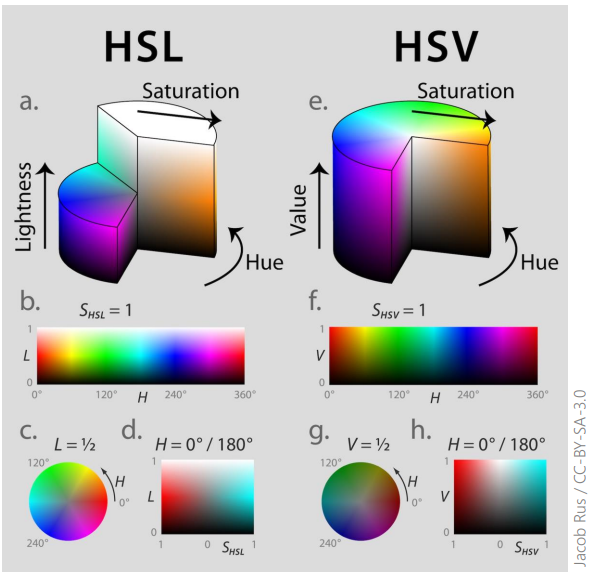 HSL
HSV
a.
Saturation
Lightness
Hue
e.
Saturation
Value
Hue
b.
S_HSL = 1
1
L
0
0°
120°
H
240°
360°
f.
S_HSV = 1
1
V
0
0°
120°
H
240°
360°
c.
L = ½
120°
H
0°
240°
d.
H = 0° / 180°
1
L
0
1
0
S_HSL
1
g.
V = ½
120°
H
0°
240°
h.
H = 0° / 180°
1
V
0
1
0
S_HSV
1
Jacob Rus / CC-BY-SA-3.0